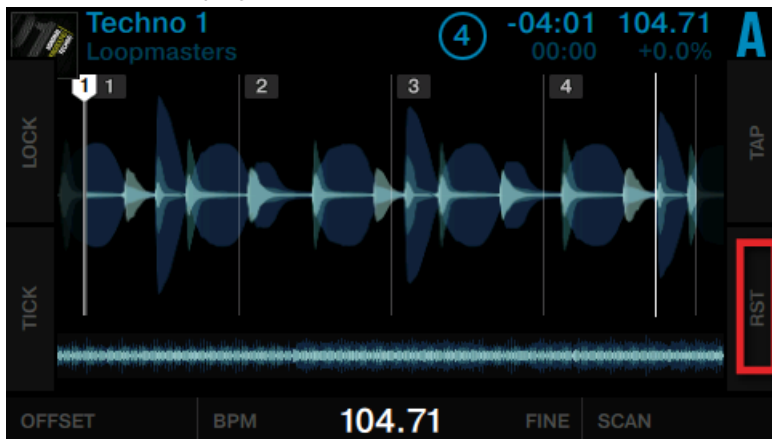 Techno 1
Loopmasters
4
-04:01 104.71
00:00 +0.0%
A
1 1 2 3 4
LOCK
TAP
TICK
RST
OFFSET BPM 104.71 FINE SCAN